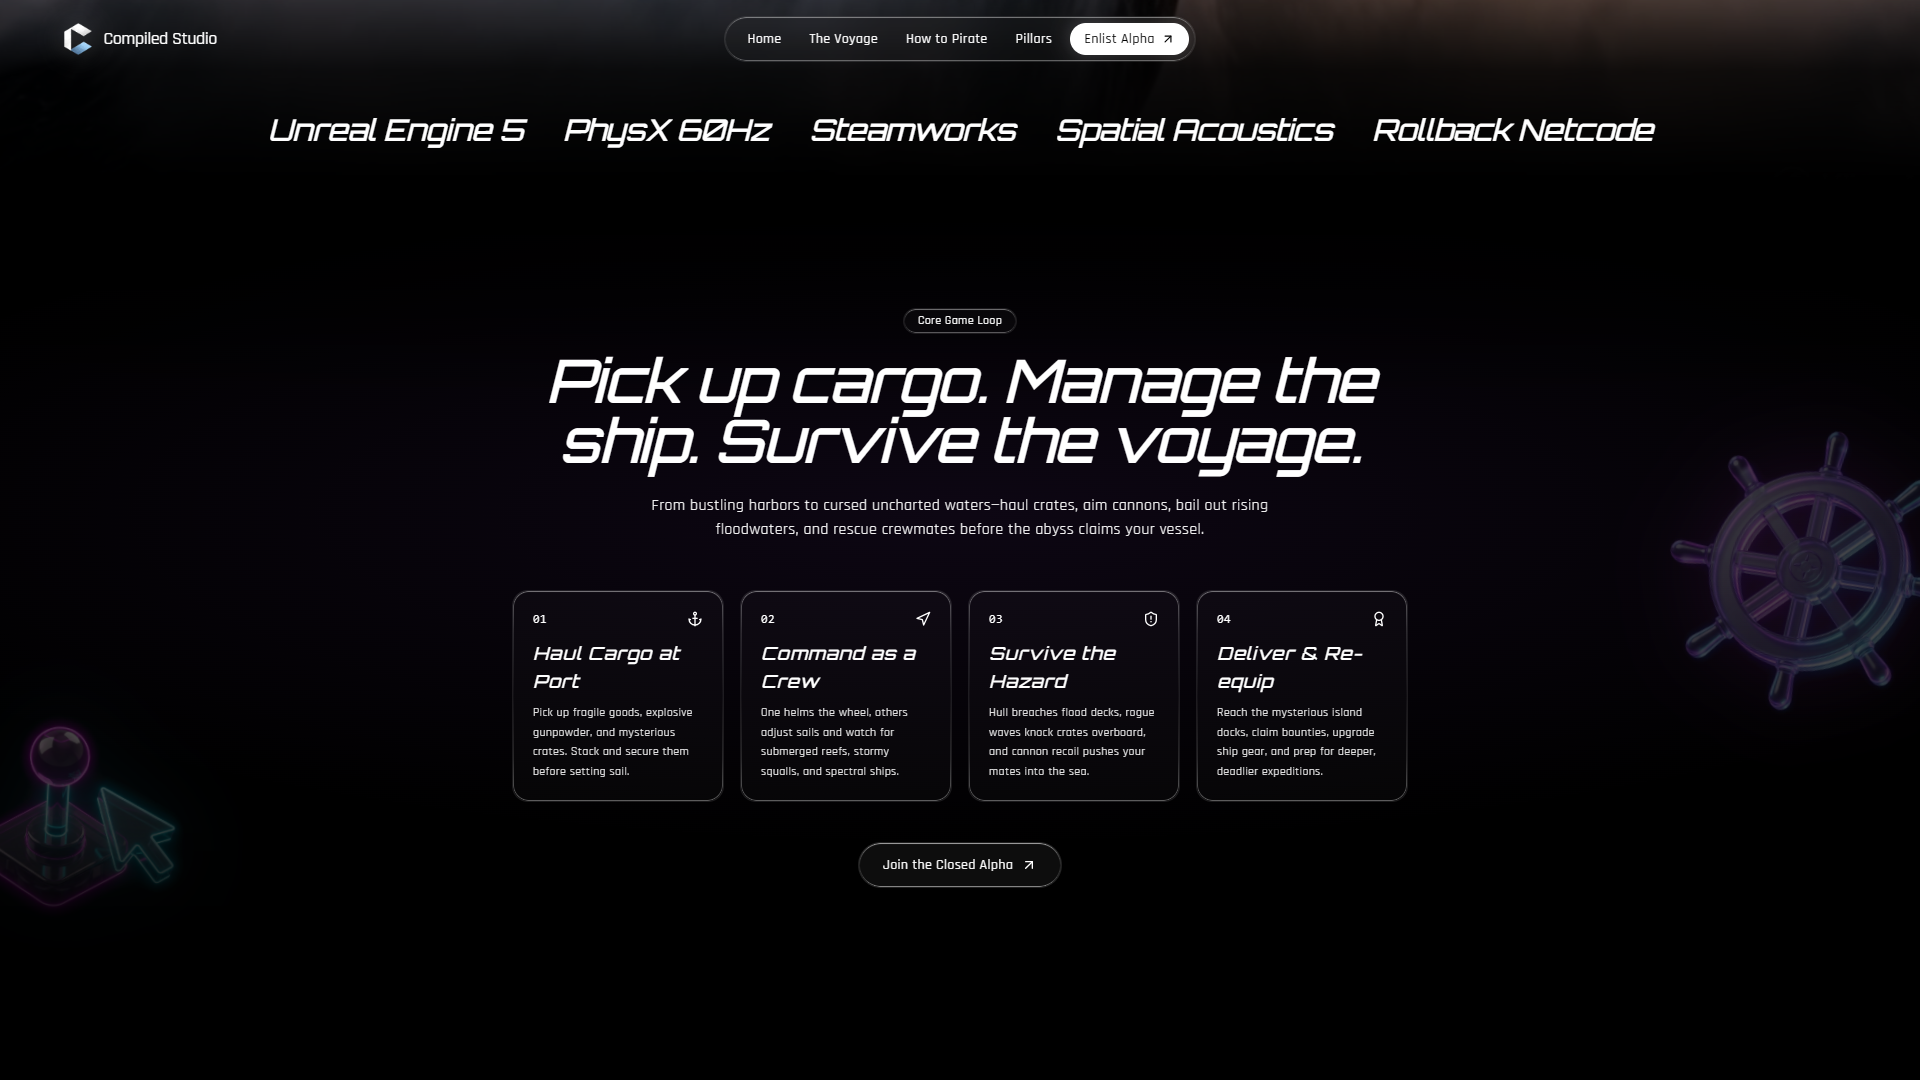 Compiled Studio
Home
The Voyage
How to Pirate
Pillars
Enlist Alpha
Unreal Engine 5
PhysX 60Hz
Steamworks
Spatial Acoustics
Rollback Netcode
Core Game Loop
Pick up cargo. Manage the
ship. Survive the voyage.
From bustling harbors to cursed uncharted waters—haul crates, aim cannons, bail out rising
floodwaters, and rescue crewmates before the abyss claims your vessel.
01
Haul Cargo at
Port
Pick up fragile goods, explosive
gunpowder, and mysterious
crates. Stack and secure them
before setting sail.
02
Command as a
Crew
One helms the wheel, others
adjust sails and watch for
submerged reefs, stormy
squalls, and spectral ships.
03
Survive the
Hazard
Hull breaches flood decks, rogue
waves knock crates overboard,
and cannon recoil pushes your
mates into the sea.
04
Deliver & Re-
equip
Reach the mysterious island
docks, claim bounties, upgrade
ship gear, and prep for deeper,
deadlier expeditions.
Join the Closed Alpha